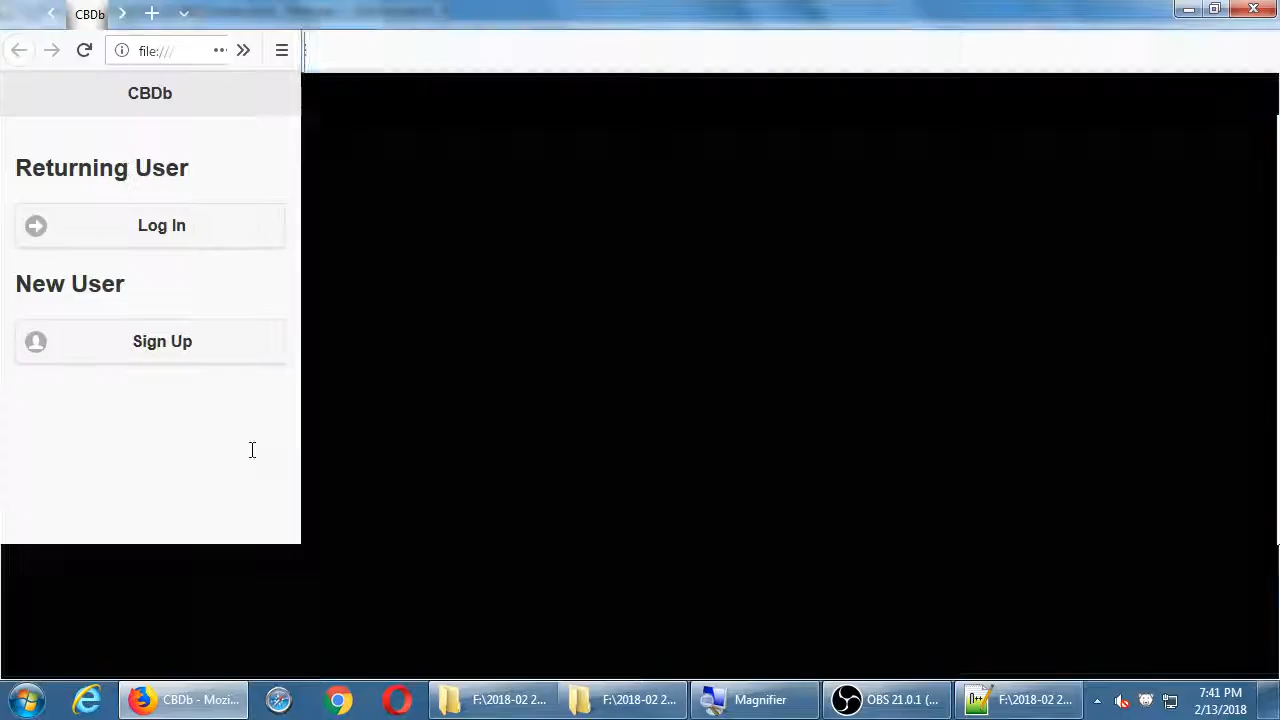 CBDb
file:///
CBDb
Returning User
Log In
New User
Sign Up
CBDb - Mozi...
F:\2018-02 2...
F:\2018-02 2...
Magnifier
OBS 21.0.1 (...
F:\2018-02 2...
7:41 PM
2/13/2018